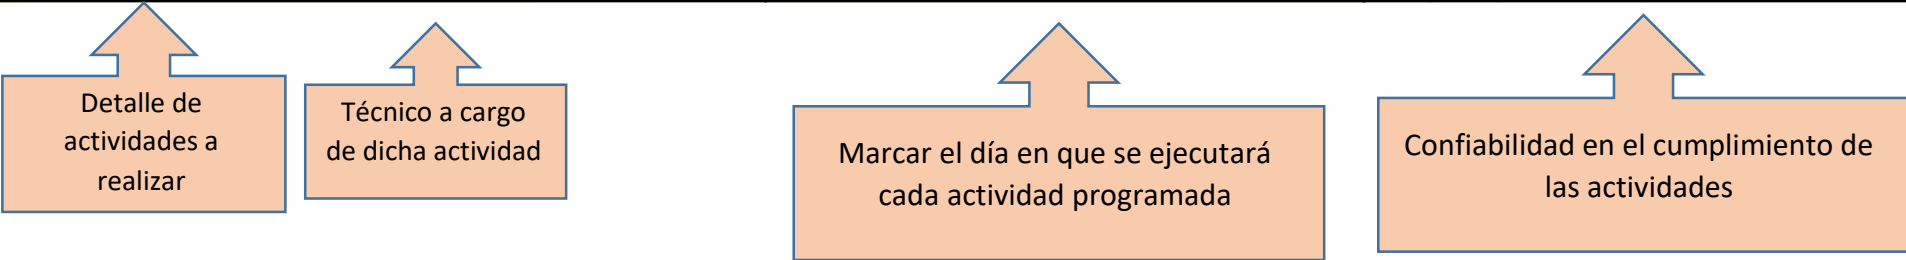 Detalle de
actividades a
realizar
Técnico a cargo
de dicha actividad
Marcar el día en que se ejecutará
cada actividad programada
Confiabilidad en el cumplimiento de
las actividades